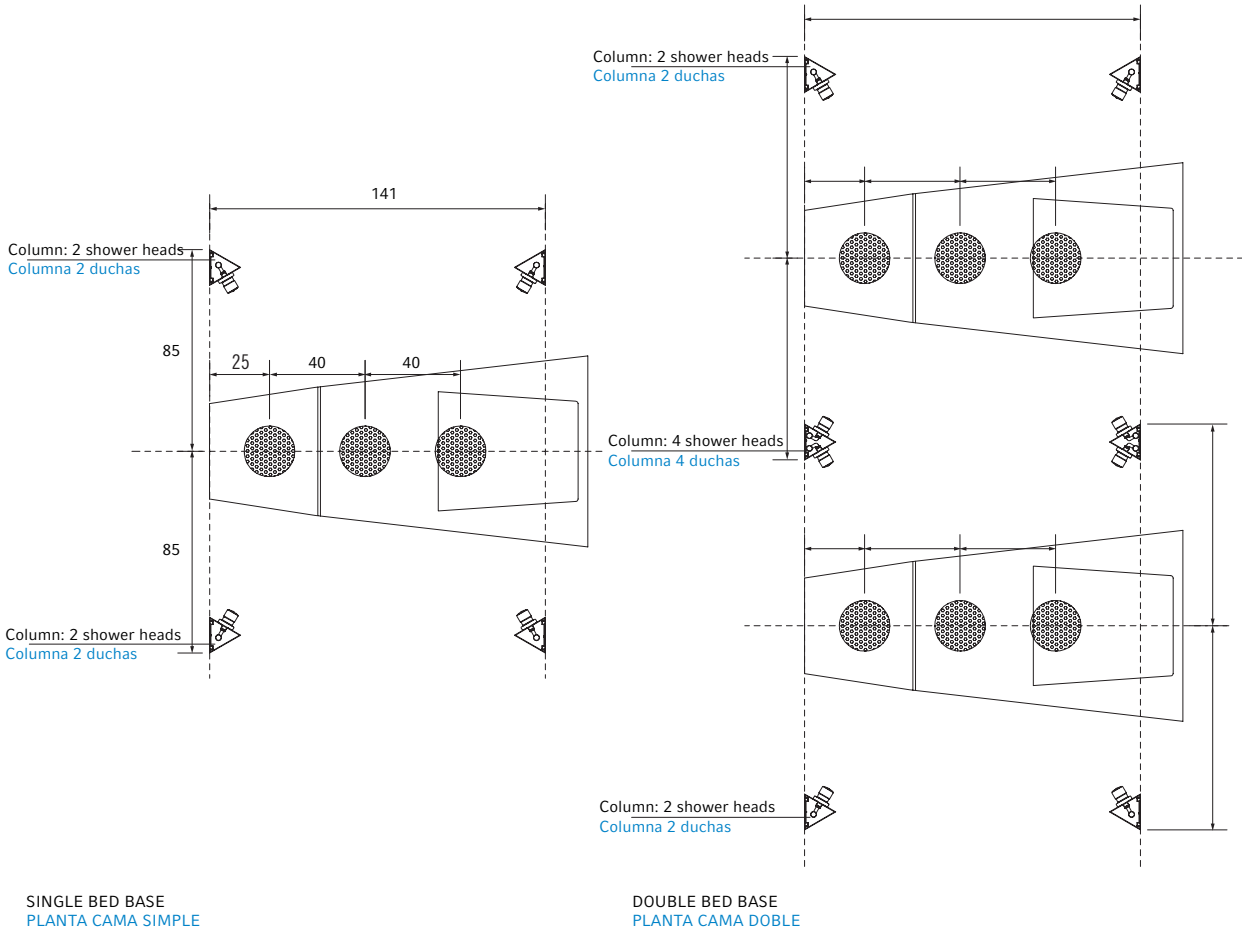 141
Column: 2 shower heads
Columna 2 duchas
85
25
40
40
85
Column: 2 shower heads
Columna 2 duchas
SINGLE BED BASE
PLANTA CAMA SIMPLE
Column: 2 shower heads
Columna 2 duchas
Column: 4 shower heads
Columna 4 duchas
Column: 2 shower heads
Columna 2 duchas
DOUBLE BED BASE
PLANTA CAMA DOBLE